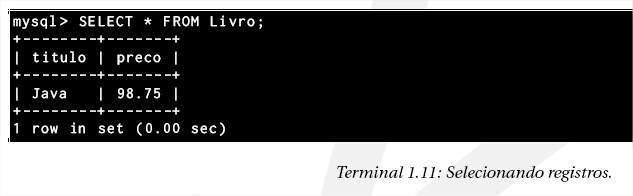 mysql> SELECT * FROM Livro;
+--------+-------+
| titulo | preco |
+--------+-------+
| Java   | 98.75 |
+--------+-------+
1 row in set (0.00 sec)
Terminal 1.11: Selecionando registros.